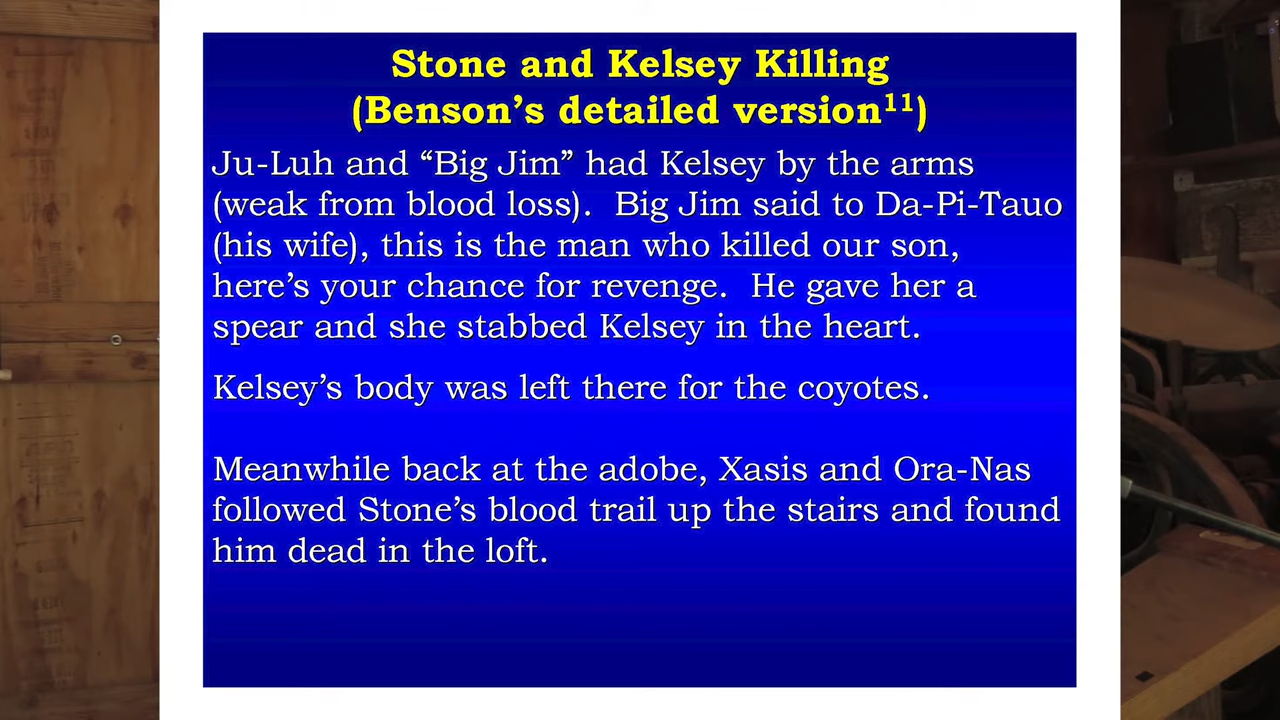 Stone and Kelsey Killing
(Benson’s detailed version¹¹)
Ju-Luh and “Big Jim” had Kelsey by the arms
(weak from blood loss).  Big Jim said to Da-Pi-Tauo
(his wife), this is the man who killed our son,
here’s your chance for revenge.  He gave her a
spear and she stabbed Kelsey in the heart.
Kelsey’s body was left there for the coyotes.
Meanwhile back at the adobe, Xasis and Ora-Nas
followed Stone’s blood trail up the stairs and found
him dead in the loft.